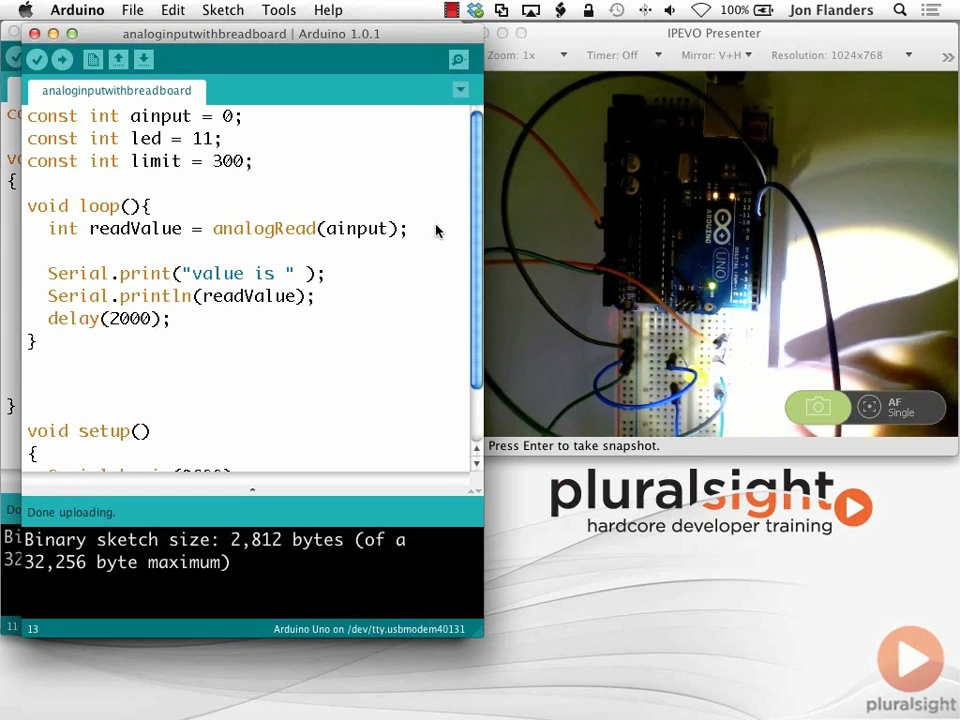 Arduino File Edit Sketch Tools Help 100% Jon Flanders
analoginputwithbreadboard | Arduino 1.0.1
analoginputwithbreadboard
const int ainput = 0;
const int led = 11;
const int limit = 300;
void loop(){
int readValue = analogRead(ainput);
Serial.print("value is " );
Serial.println(readValue);
delay(2000);
}
}
void setup()
{
Done uploading.
Binary sketch size: 2,812 bytes (of a
32,256 byte maximum)
13 Arduino Uno on /dev/tty.usbmodem40131
11
IPEVO Presenter
Zoom: 1x Timer: Off Mirror: V+H Resolution: 1024x768
ARDUINO
UNO
AF
Single
Press Enter to take snapshot.
pluralsight
hardcore developer training
pluralsight